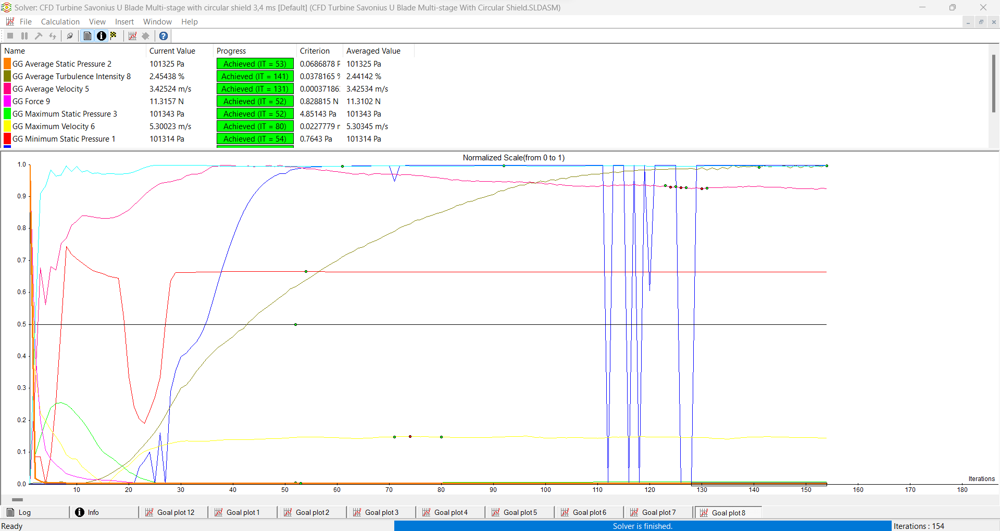 Solver: CFD Turbine Savonius U Blade Multi-stage with circular shield 3,4 ms [Default] (CFD Turbine Savonius U Blade Multi-stage With Circular Shield.SLDASM)
File Calculation View Insert Window Help
Name Current Value Progress Criterion Averaged Value
GG Average Static Pressure 2 101325 Pa Achieved (IT = 53) 0.0686878 P 101325 Pa
GG Average Turbulence Intensity 8 2.45438 % Achieved (IT = 141) 0.0378165 % 2.44142 %
GG Average Velocity 5 3.42524 m/s Achieved (IT = 131) 0.00037186 3.42534 m/s
GG Force 9 11.3157 N Achieved (IT = 52) 0.828815 N 11.3102 N
GG Maximum Static Pressure 3 101343 Pa Achieved (IT = 52) 4.85143 Pa 101343 Pa
GG Maximum Velocity 6 5.30023 m/s Achieved (IT = 80) 0.0227779 5.30345 m/s
GG Minimum Static Pressure 1 101314 Pa Achieved (IT = 54) 0.7643 Pa 101314 Pa
Normalized Scale(from 0 to 1)
1.0
0.9
0.8
0.7
0.6
0.5
0.4
0.3
0.2
0.1
0.0
Iterations
10 20 30 40 50 60 70 80 90 100 110 120 130 140 150 160 170 180
Log Info Goal plot 12 Goal plot 1 Goal plot 2 Goal plot 3 Goal plot 4 Goal plot 5 Goal plot 6 Goal plot 7 Goal plot 8
Ready Solver is finished. Iterations : 154